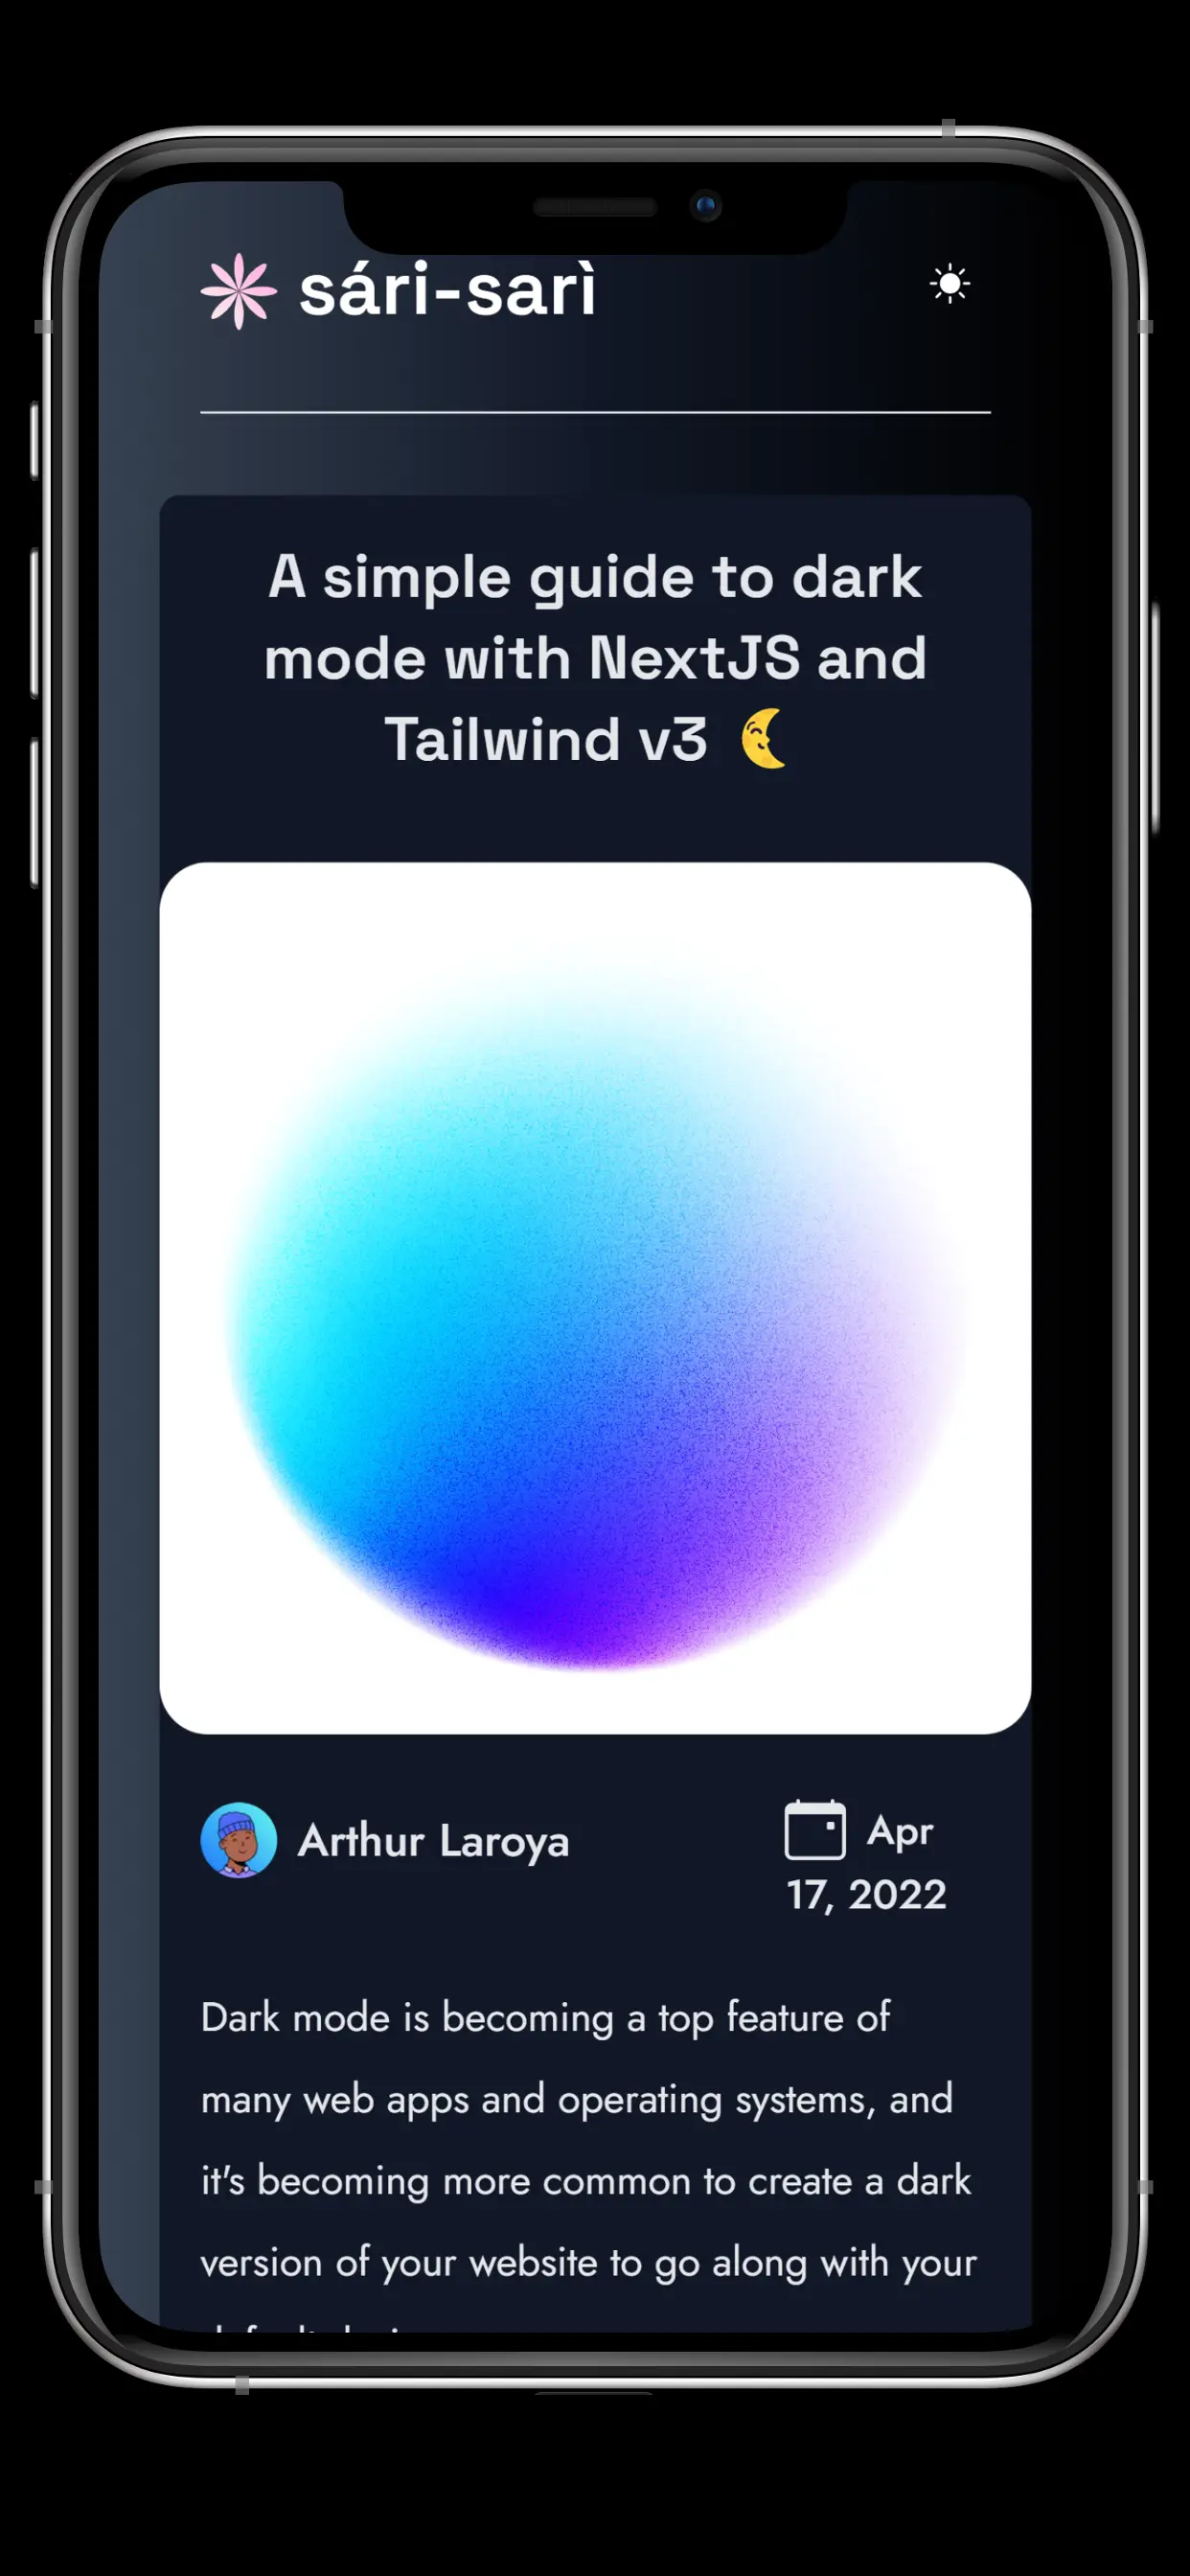 sári-sarì
A simple guide to dark
mode with NextJS and
Tailwind v3 🌜
Arthur Laroya
Apr
17, 2022
Dark mode is becoming a top feature of
many web apps and operating systems, and
it's becoming more common to create a dark
version of your website to go along with your